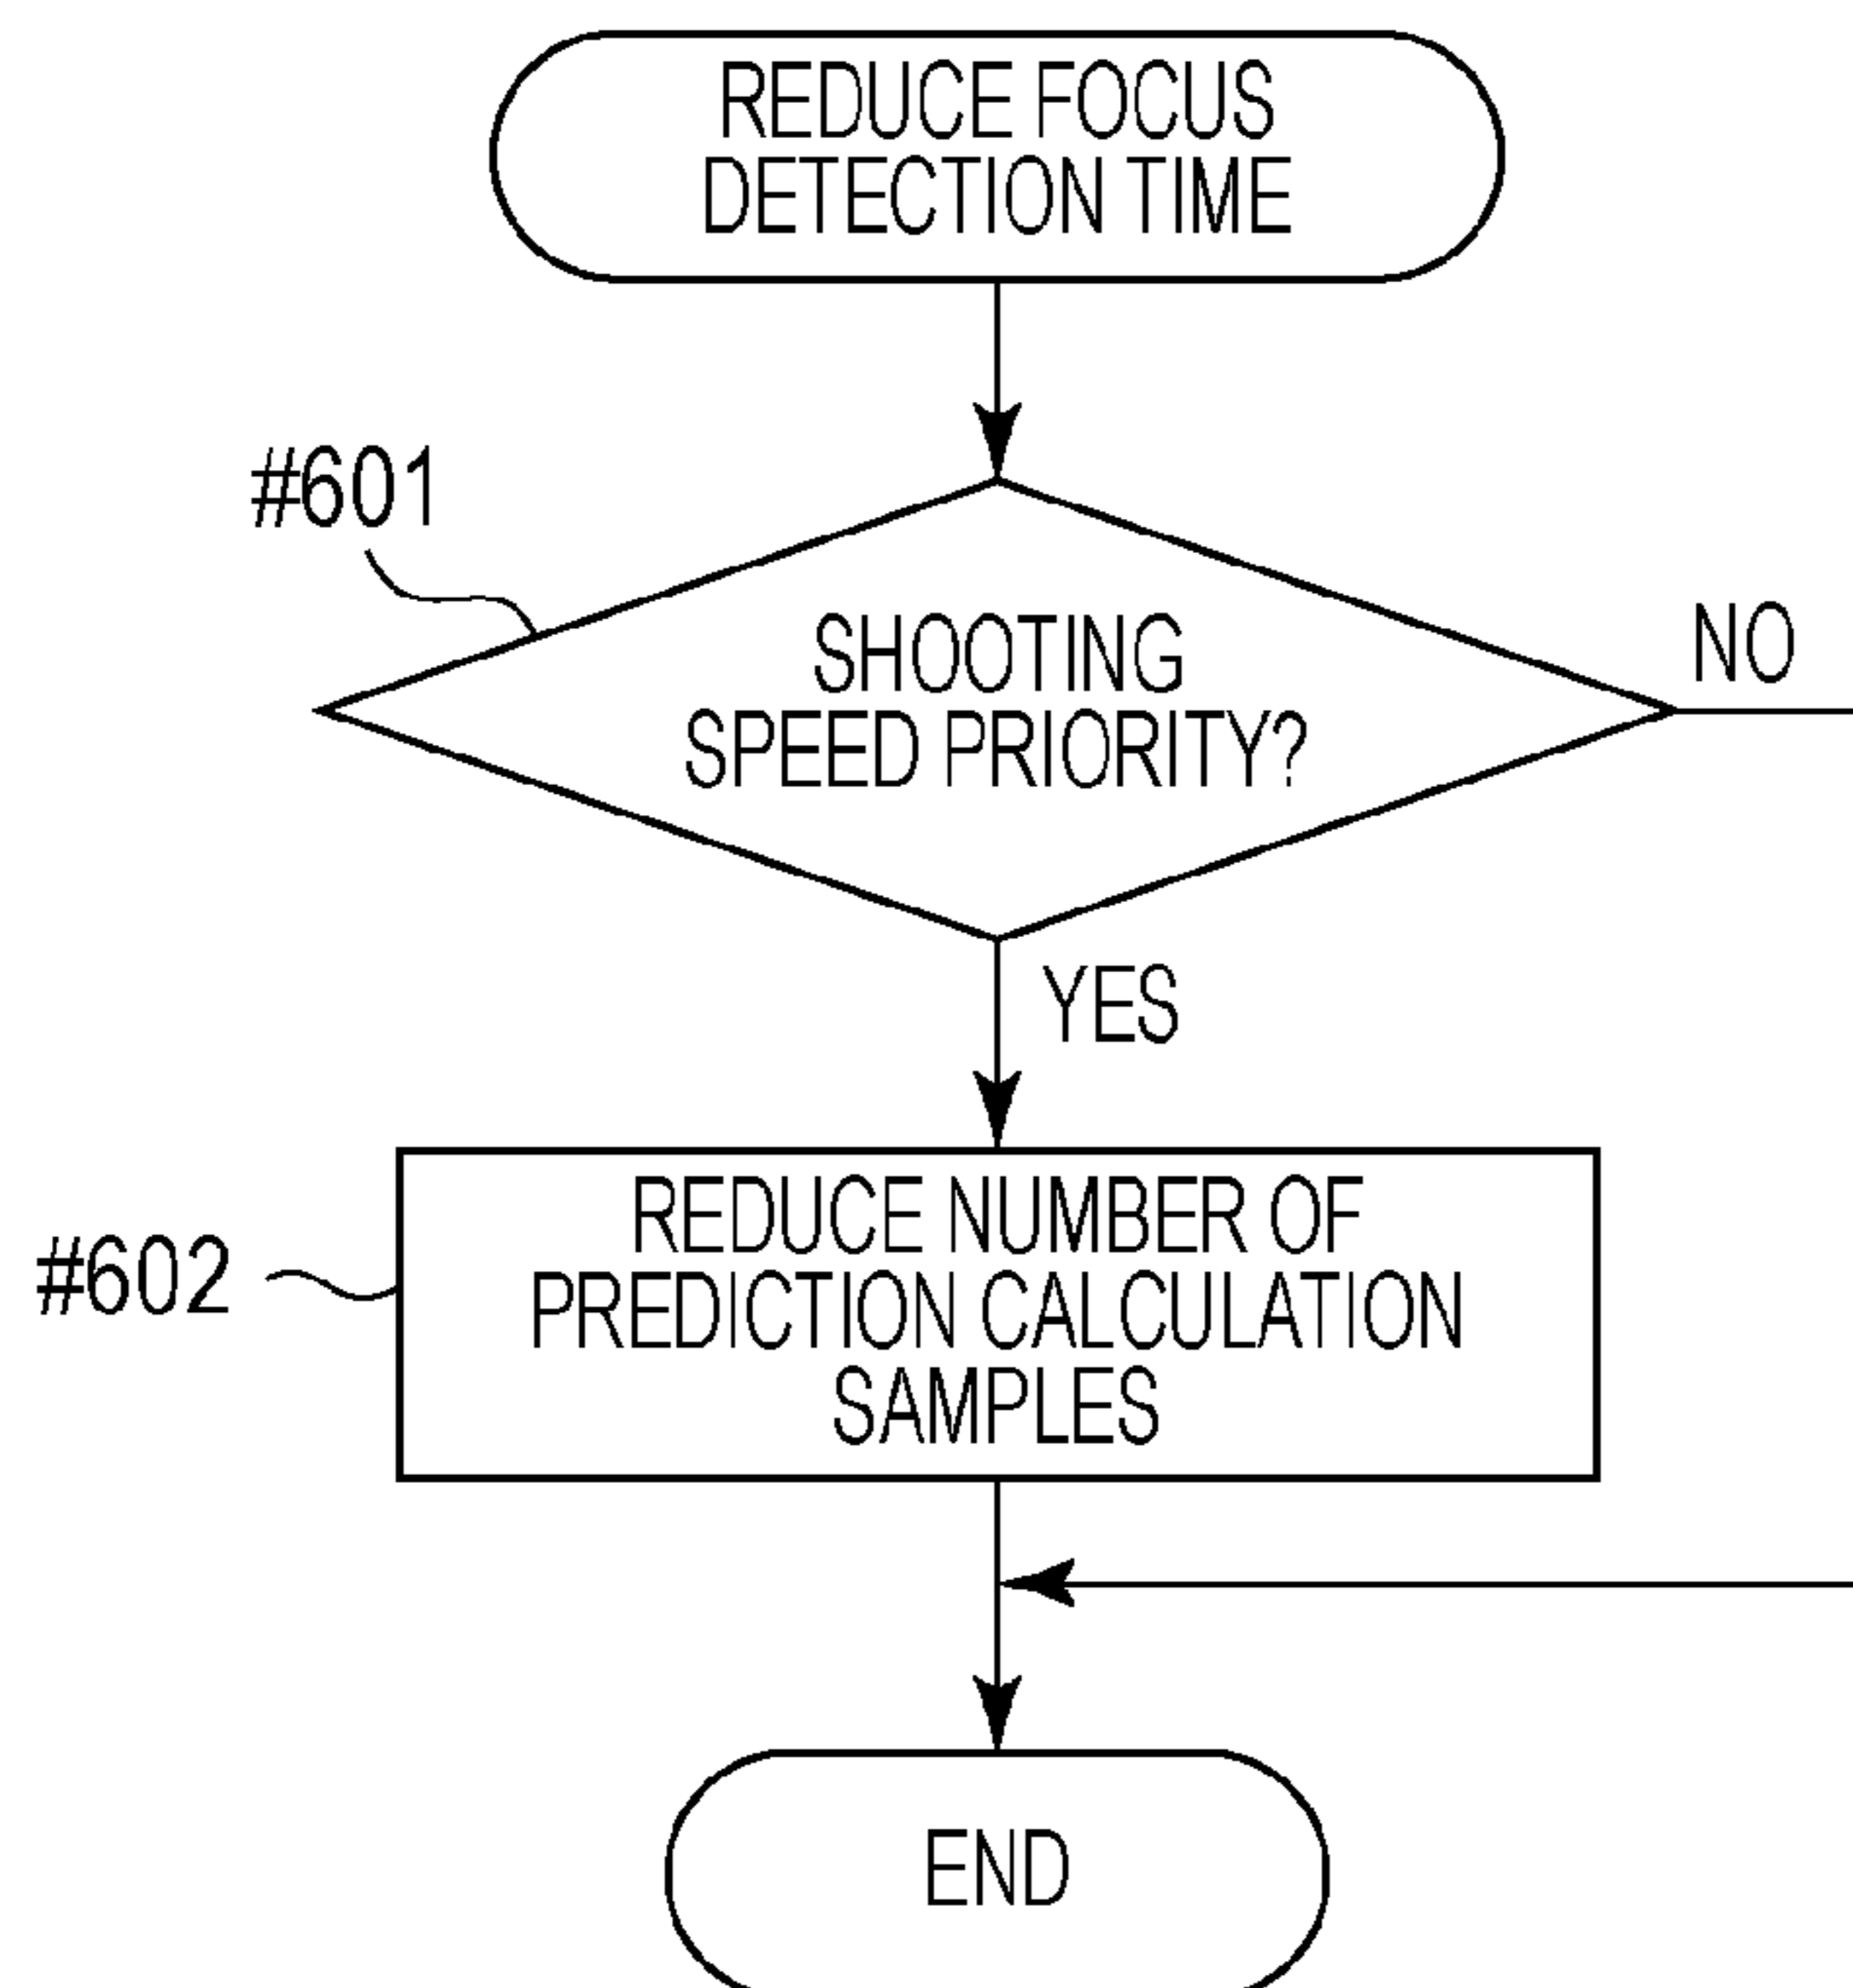 REDUCE FOCUS
DETECTION TIME
#601
SHOOTING
SPEED PRIORITY?
NO
YES
#602
REDUCE NUMBER OF
PREDICTION CALCULATION
SAMPLES
END